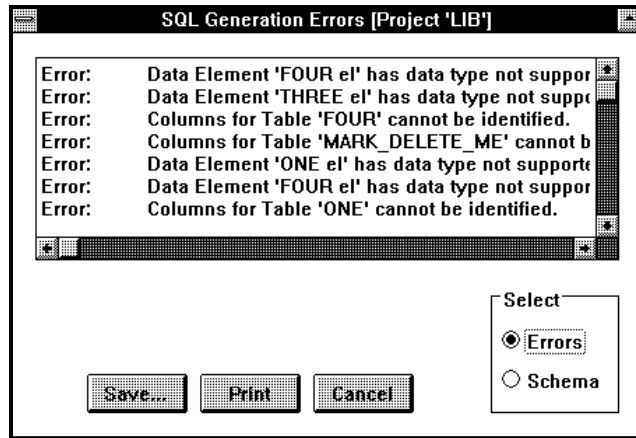 SQL Generation Errors [Project 'LIB']
Error: Data Element 'FOUR el' has data type not suppor
Error: Data Element 'THREE el' has data type not suppo
Error: Columns for Table 'FOUR' cannot be identified.
Error: Columns for Table 'MARK_DELETE_ME' cannot b
Error: Data Element 'ONE el' has data type not supporte
Error: Data Element 'FOUR el' has data type not suppor
Error: Columns for Table 'ONE' cannot be identified.
Select
Errors
Schema
Save... Print Cancel